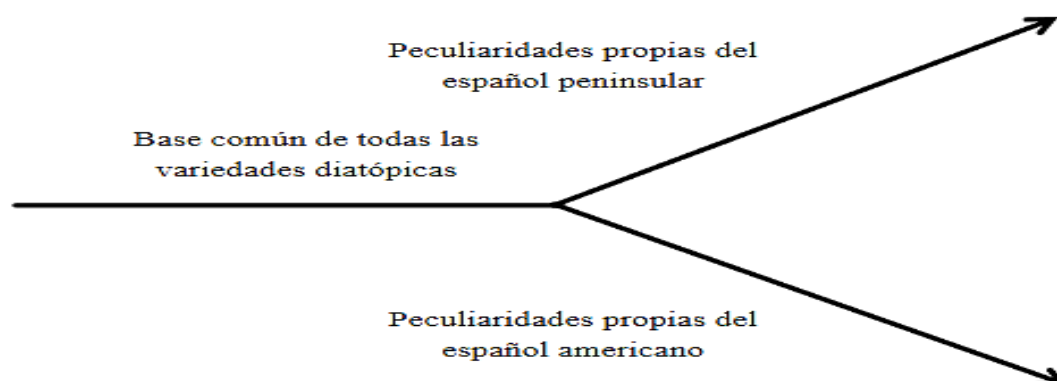 Peculiaridades propias del
español peninsular
Base común de todas las
variedades diatópicas
Peculiaridades propias del
español americano